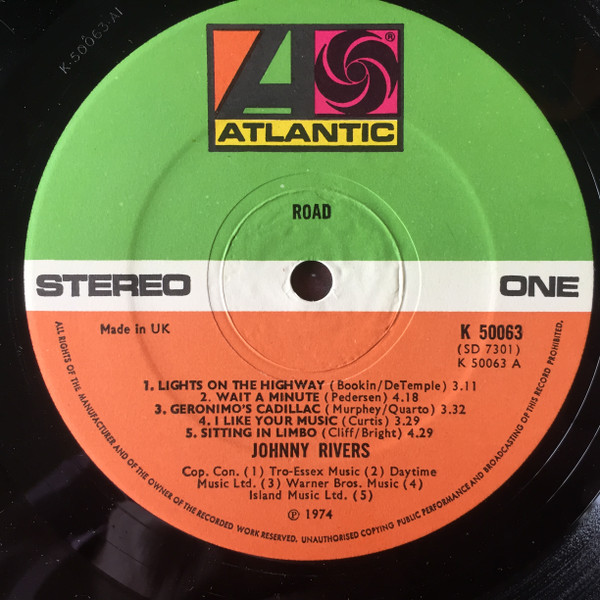 K-50063-A1
®
ATLANTIC
ROAD
STEREO ONE
Made in UK
K 50063
(SD 7301)
K 50063 A
1. LIGHTS ON THE HIGHWAY (Bookin/DeTemple) 3.11
2. WAIT A MINUTE (Pedersen) 4.18
3. GERONIMO'S CADILLAC (Murphey/Quarto) 3.32
4. I LIKE YOUR MUSIC (Curtis) 3.29
5. SITTING IN LIMBO (Cliff/Bright) 4.29
JOHNNY RIVERS
Cop. Con. (1) Tro-Essex Music (2) Daytime
Music Ltd. (3) Warner Bros. Music (4)
Island Music Ltd. (5)
℗ 1974
ALL RIGHTS OF THE MANUFACTURER AND OF THE OWNER OF THE RECORDED WORK RESERVED, UNAUTHORISED COPYING PUBLIC PERFORMANCE AND BROADCASTING OF THIS RECORD PROHIBITED.